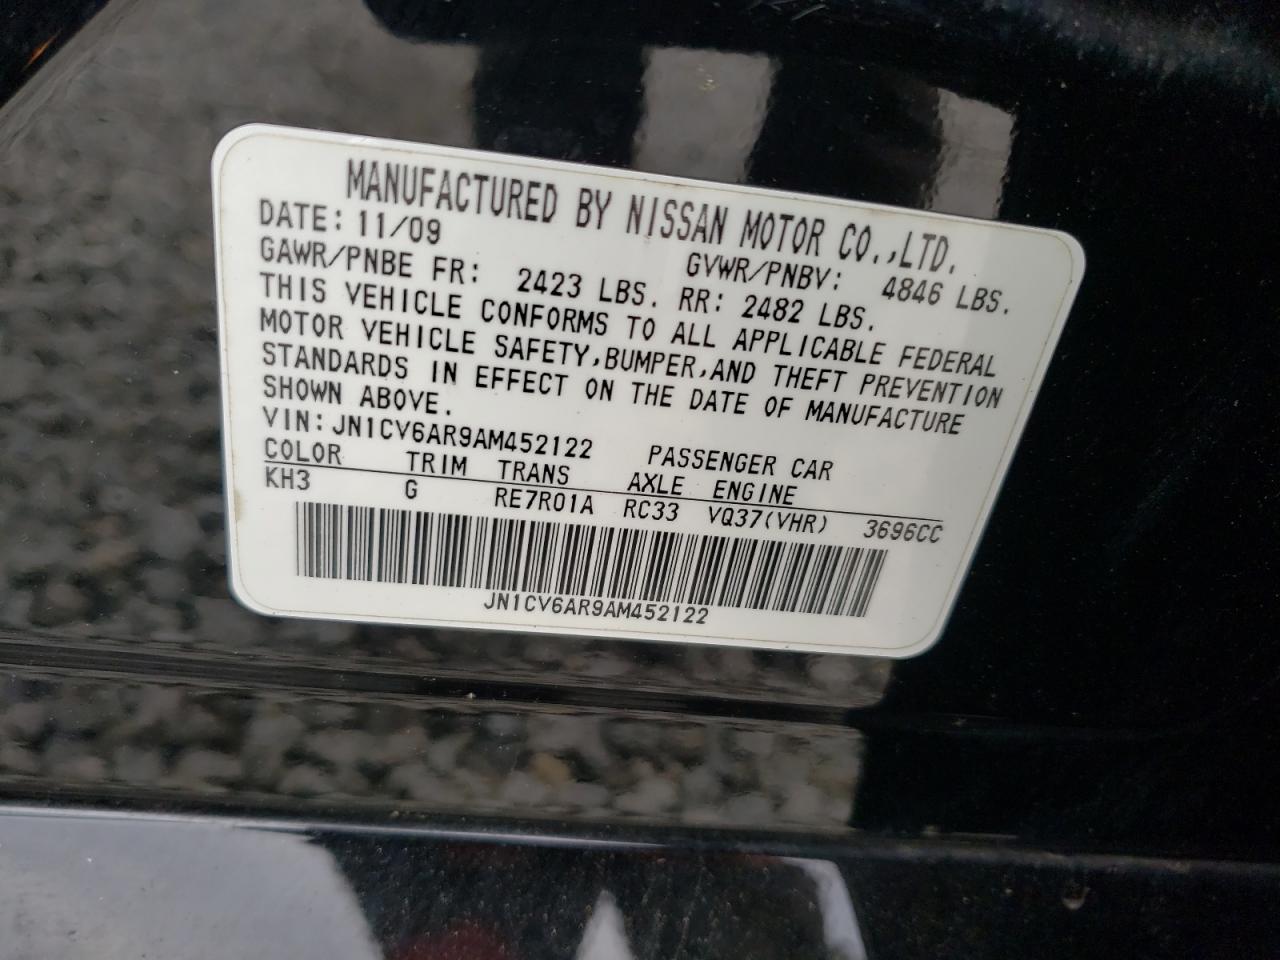 MANUFACTURED BY NISSAN MOTOR CO.,LTD.
DATE: 11/09 GVWR/PNBV: 4846 LBS.
GAWR/PNBE FR: 2423 LBS. RR: 2482 LBS.
THIS VEHICLE CONFORMS TO ALL APPLICABLE FEDERAL
MOTOR VEHICLE SAFETY,BUMPER,AND THEFT PREVENTION
STANDARDS IN EFFECT ON THE DATE OF MANUFACTURE
SHOWN ABOVE.
VIN:JN1CV6AR9AM452122 PASSENGER CAR
COLOR TRIM TRANS AXLE ENGINE
KH3 G RE7R01A RC33 VQ37(VHR) 3696CC
JN1CV6AR9AM452122